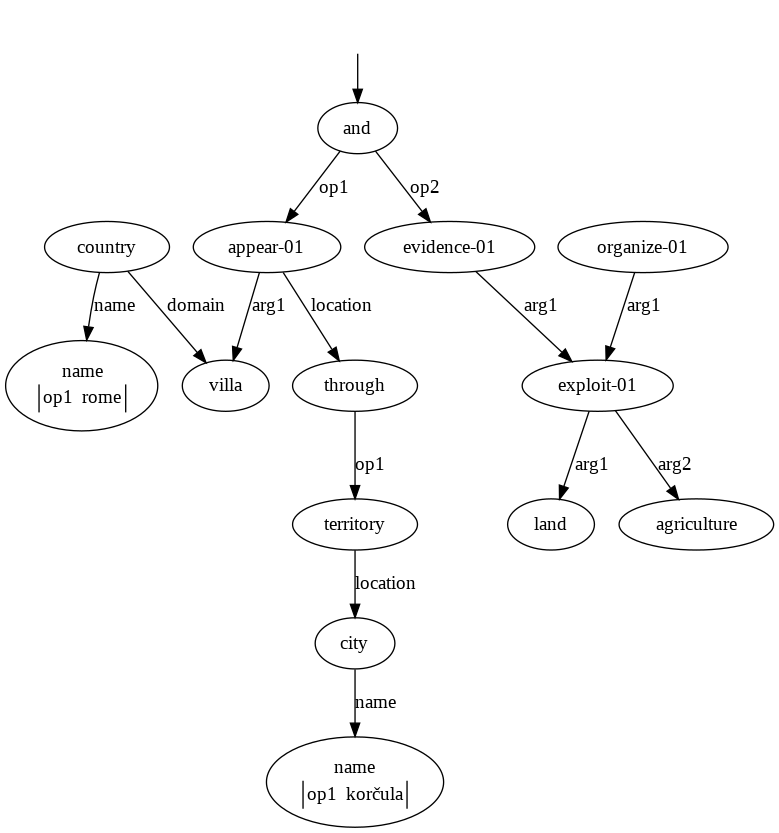 and
op1 op2
country appear-01 evidence-01 organize-01
name domain arg1 location arg1 arg1
name
op1 rome
villa through exploit-01
op1 arg1 arg2
territory land agriculture
location
city
name
name
op1 korčula